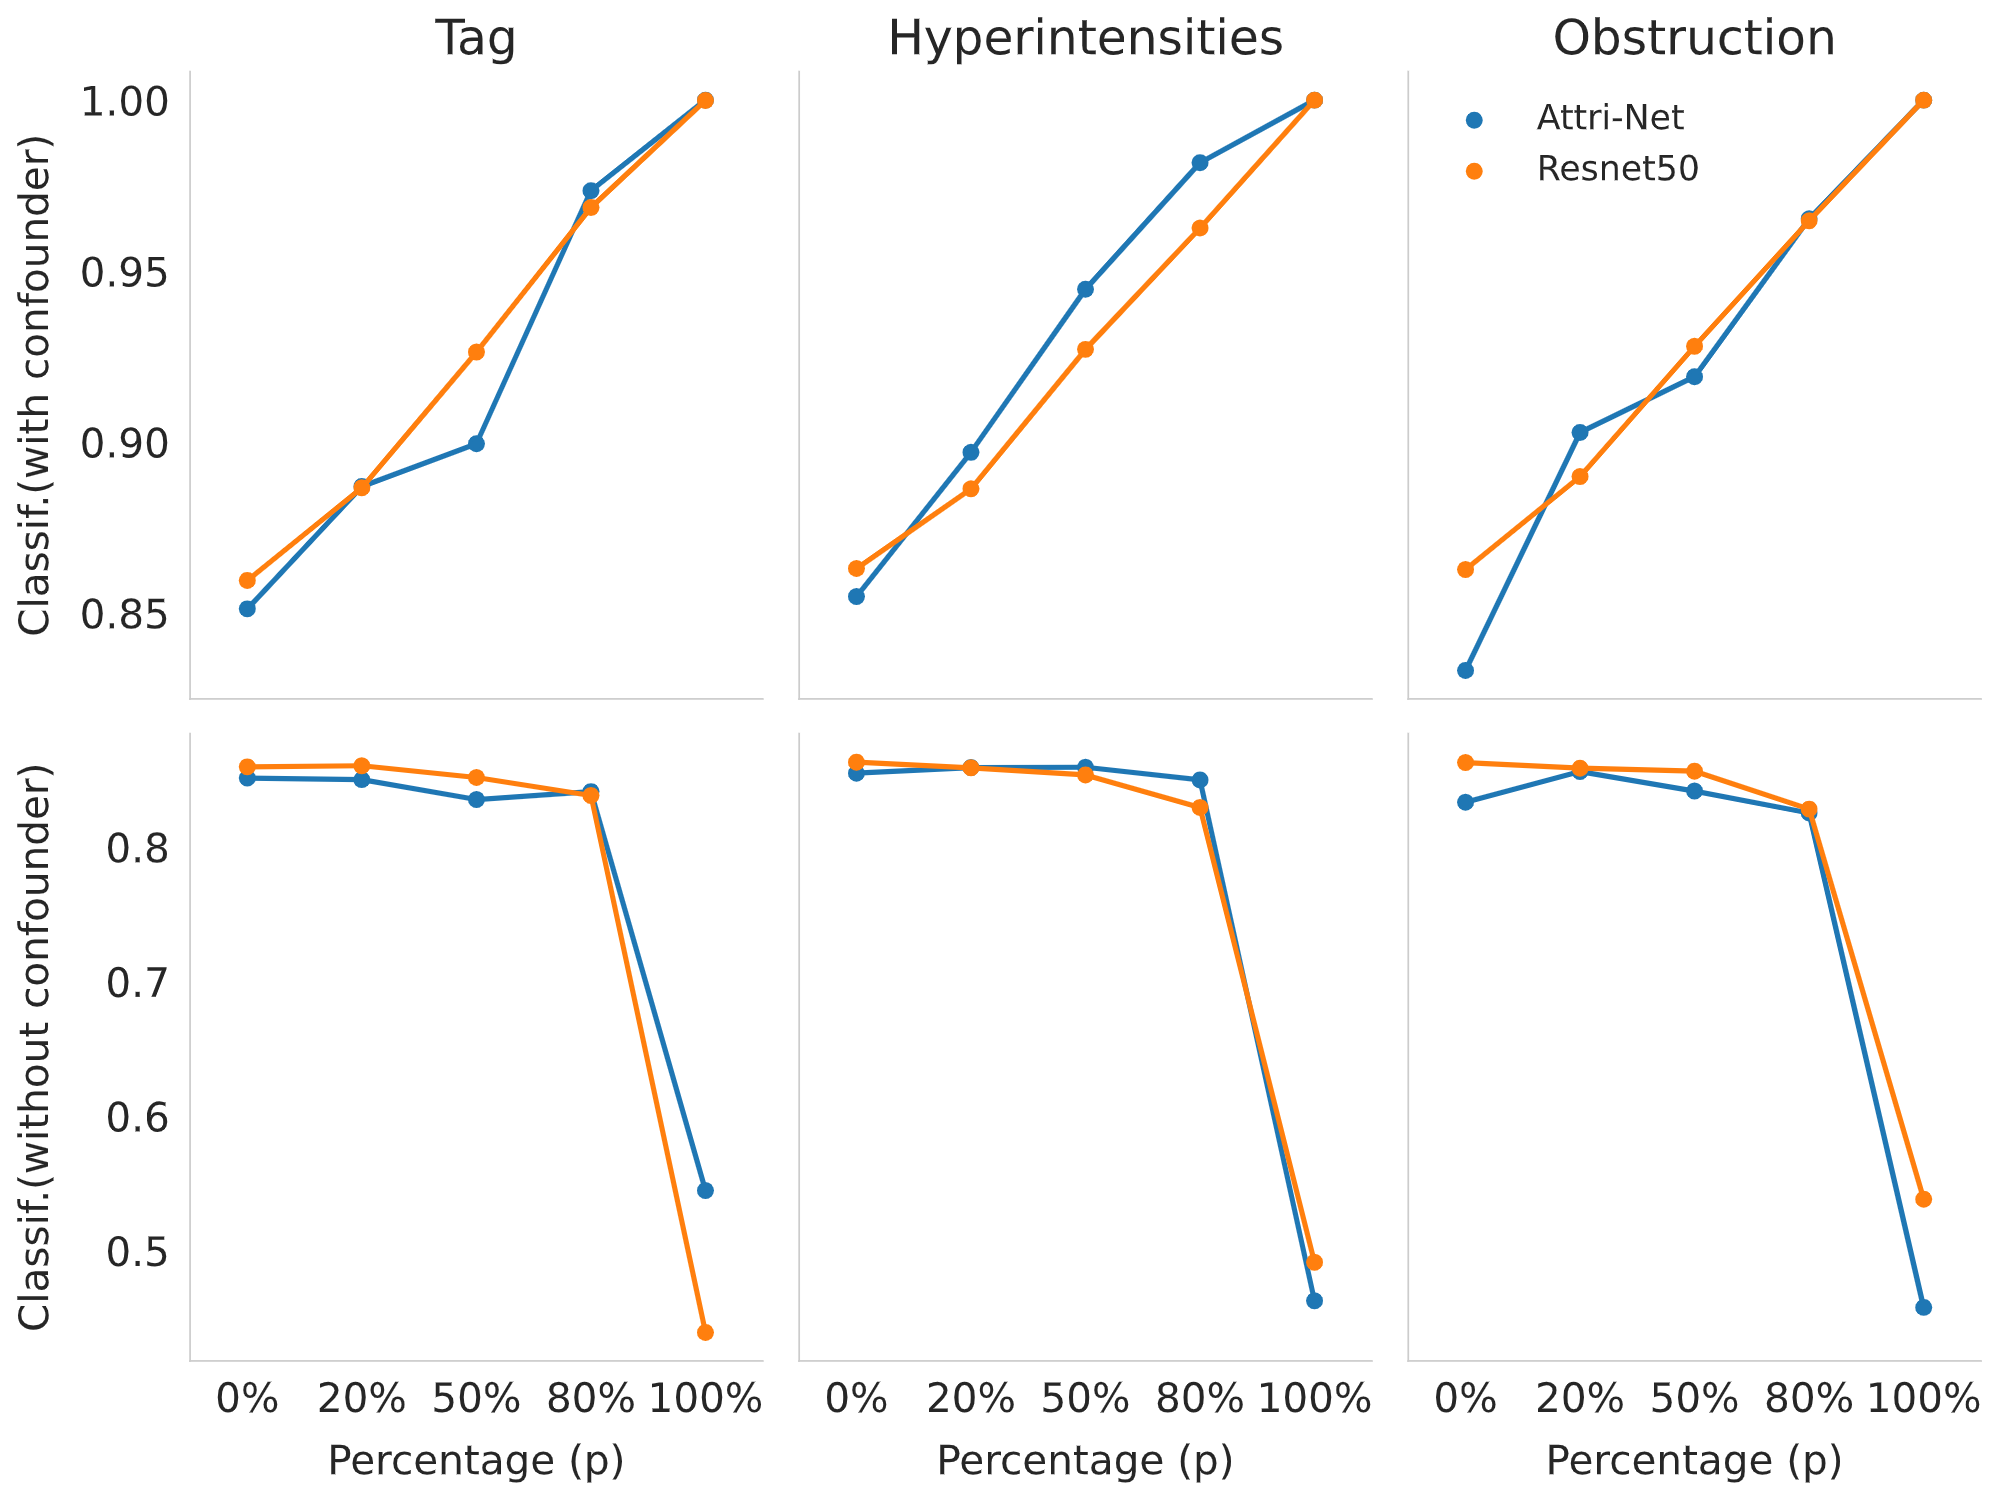 Tag
Hyperintensities
Obstruction
Classif.(with confounder)
1.00
0.95
0.90
0.85
Attri-Net
Resnet50
Classif.(without confounder)
0.8
0.7
0.6
0.5
0% 20% 50% 80% 100%
0% 20% 50% 80% 100%
0% 20% 50% 80% 100%
Percentage (p)
Percentage (p)
Percentage (p)